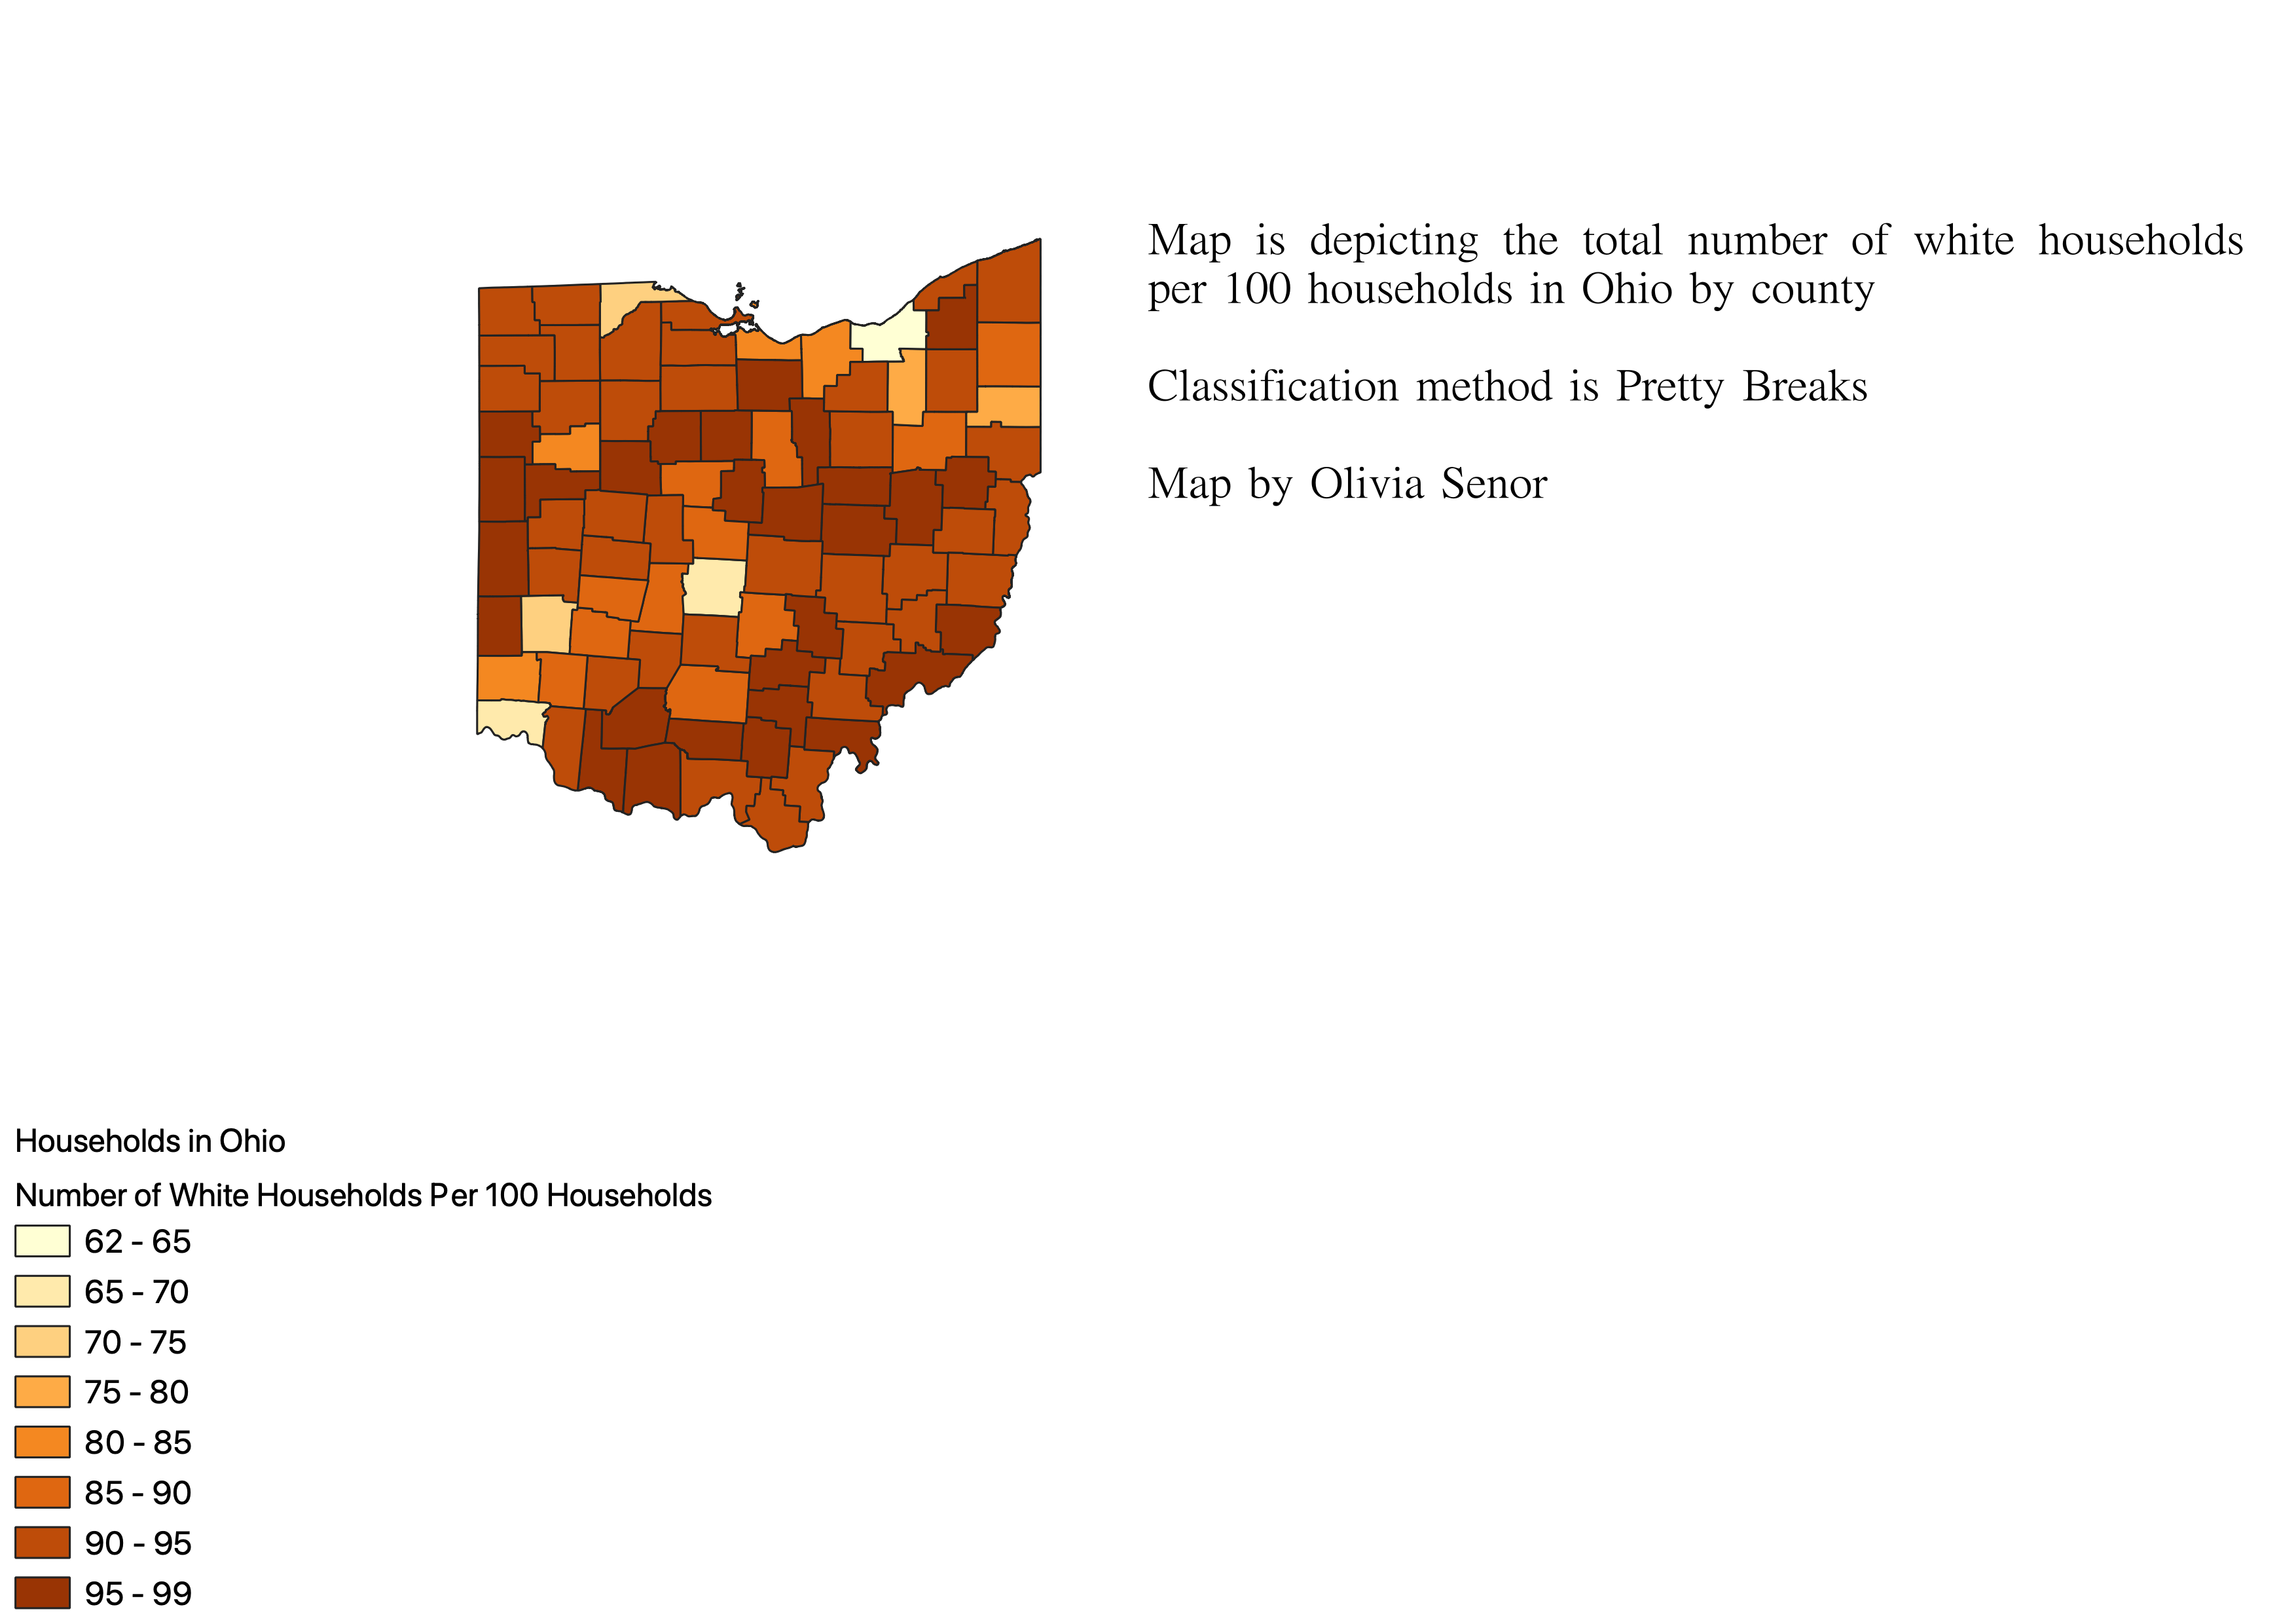 Map is depicting the total number of white households
per 100 households in Ohio by county
Classification method is Pretty Breaks
Map by Olivia Senor
Households in Ohio
Number of White Households Per 100 Households
62 - 65
65 - 70
70 - 75
75 - 80
80 - 85
85 - 90
90 - 95
95 - 99